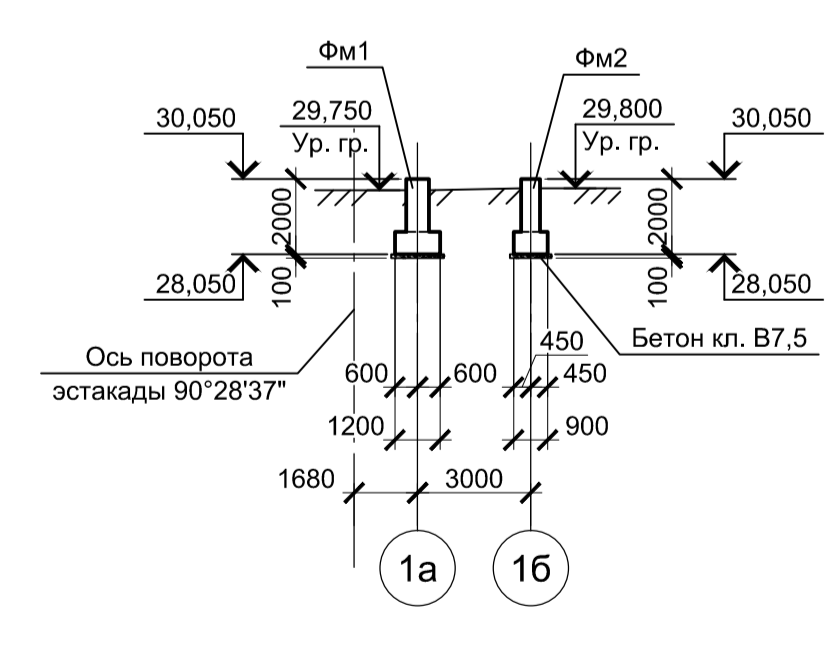 Фм1
Фм2
30,050
29,750
Ур. гр.
29,800
Ур. гр.
30,050
2000
2000
28,050
100
100
28,050
Ось поворота
эстакады 90°28'37"
Бетон кл. В7,5
450
600
600
450
1200
900
1680
3000
1а
1б